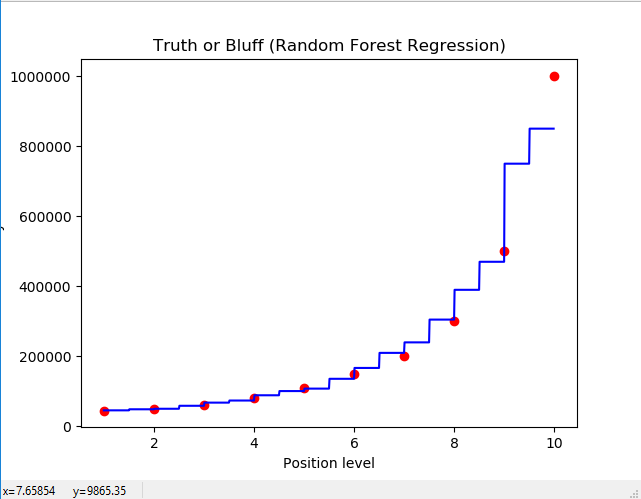 Truth or Bluff (Random Forest Regression)
1000000
800000
600000
400000
200000
0
2 4 6 8 10
Position level
x=7.65854 y=9865.35